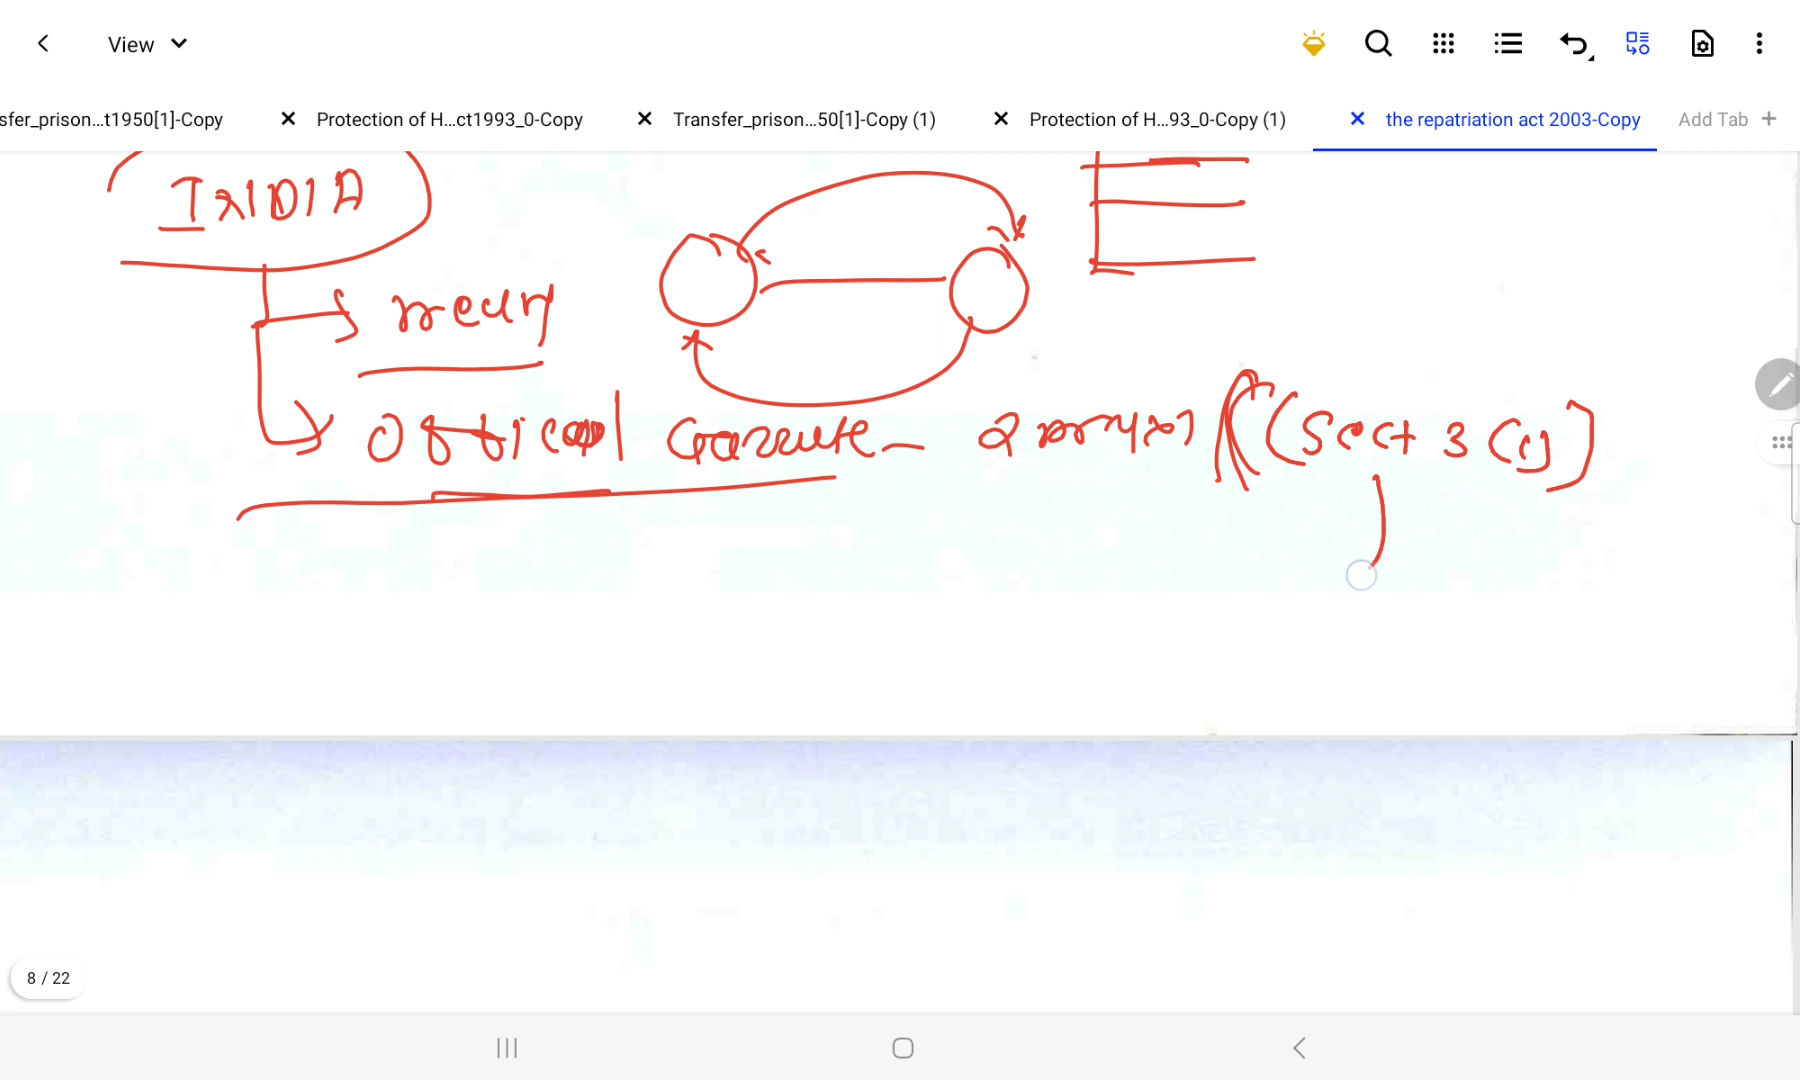 View
sfer_prison...t1950[1]-Copy
Protection of H...ct1993_0-Copy
Transfer_prison...50[1]-Copy (1)
Protection of H...93_0-Copy (1)
the repatriation act 2003-Copy
Add Tab +
INDIA
Official Gazzete - (Sect 3 (1))
8 / 22